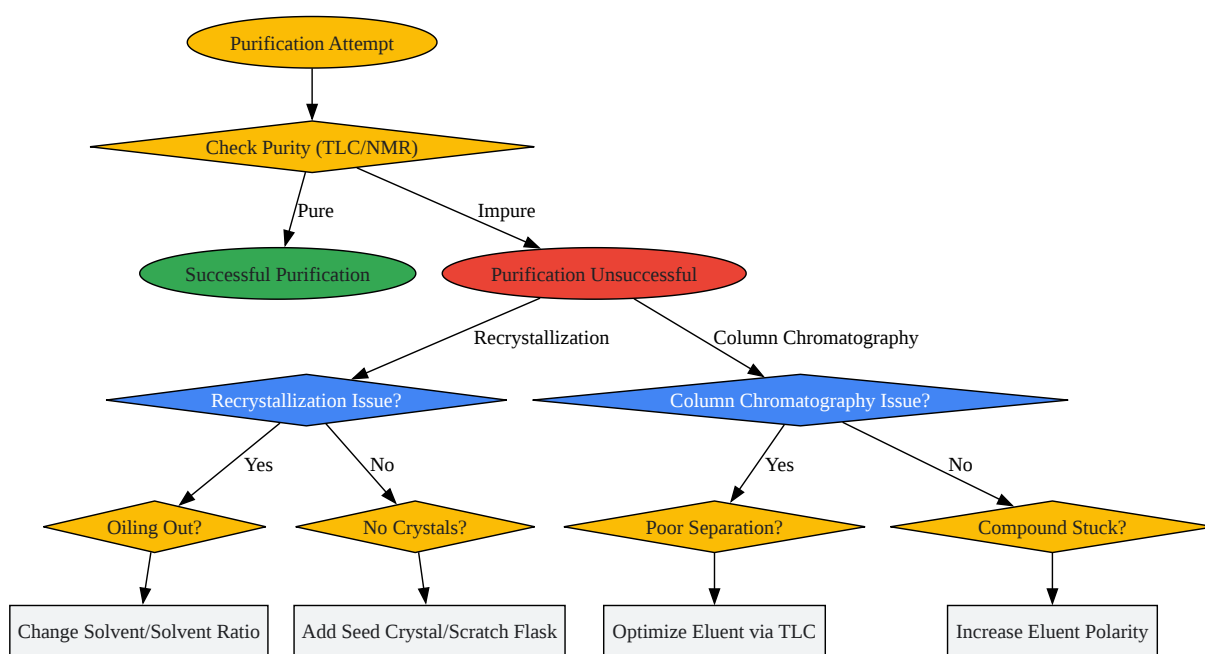 Purification Attempt
Check Purity (TLC/NMR)
Pure
Impure
Successful Purification
Purification Unsuccessful
Recrystallization
Column Chromatography
Recrystallization Issue?
Column Chromatography Issue?
Yes
No
Yes
No
Oiling Out?
No Crystals?
Poor Separation?
Compound Stuck?
Change Solvent/Solvent Ratio
Add Seed Crystal/Scratch Flask
Optimize Eluent via TLC
Increase Eluent Polarity